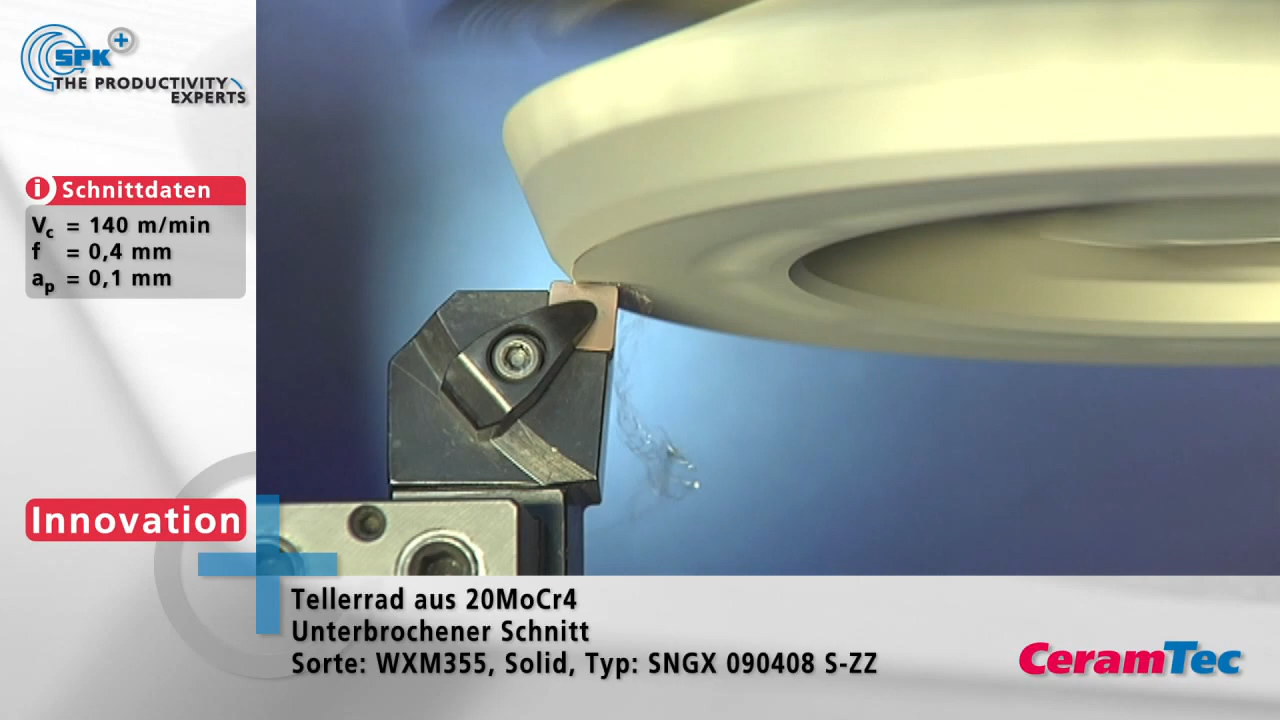 SPK+
THE PRODUCTIVITY
EXPERTS
i Schnittdaten
Vc = 140 m/min
f = 0,4 mm
ap = 0,1 mm
Innovation
Tellerrad aus 20MoCr4
Unterbrochener Schnitt
Sorte: WXM355, Solid, Typ: SNGX 090408 S-ZZ
CeramTec